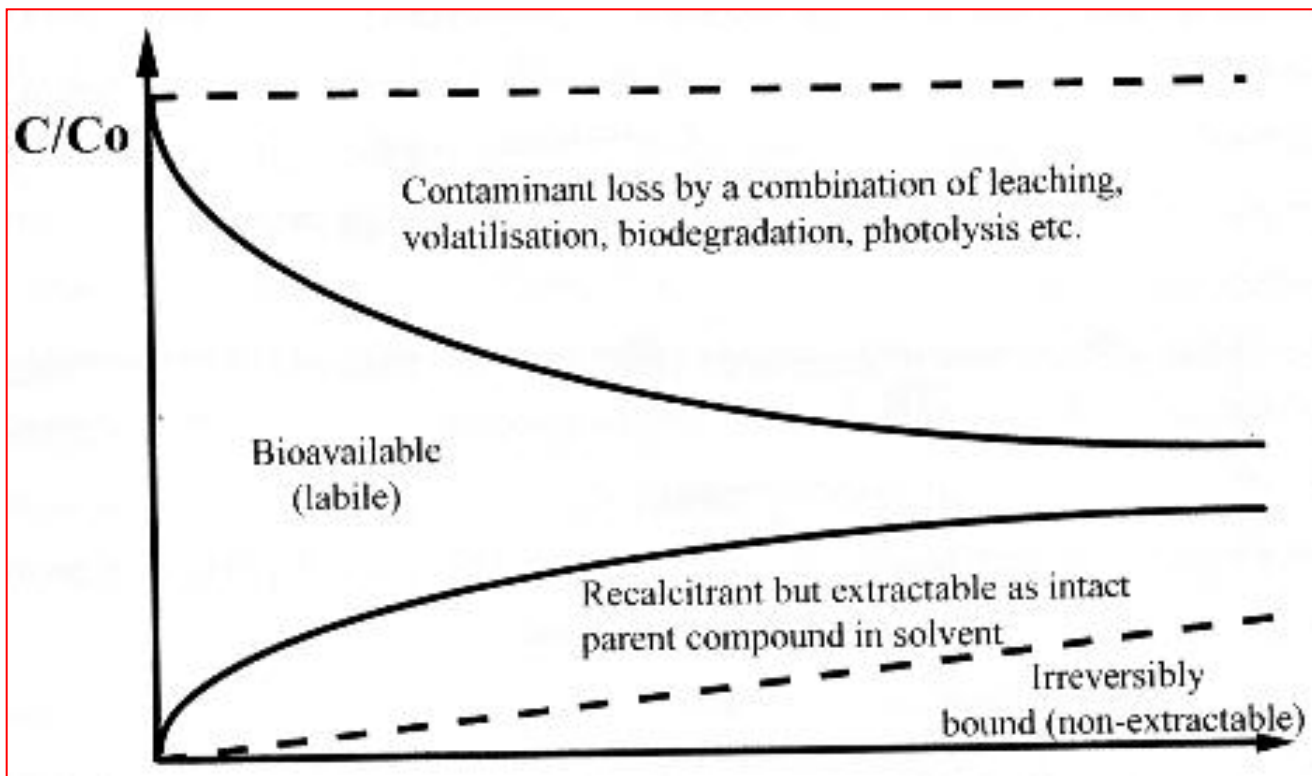 C/Co
Contaminant loss by a combination of leaching,
volatilisation, biodegradation, photolysis etc.
Bioavailable
(labile)
Recalcitrant but extractable as intact
parent compound in solvent
Irreversibly
bound (non-extractable)